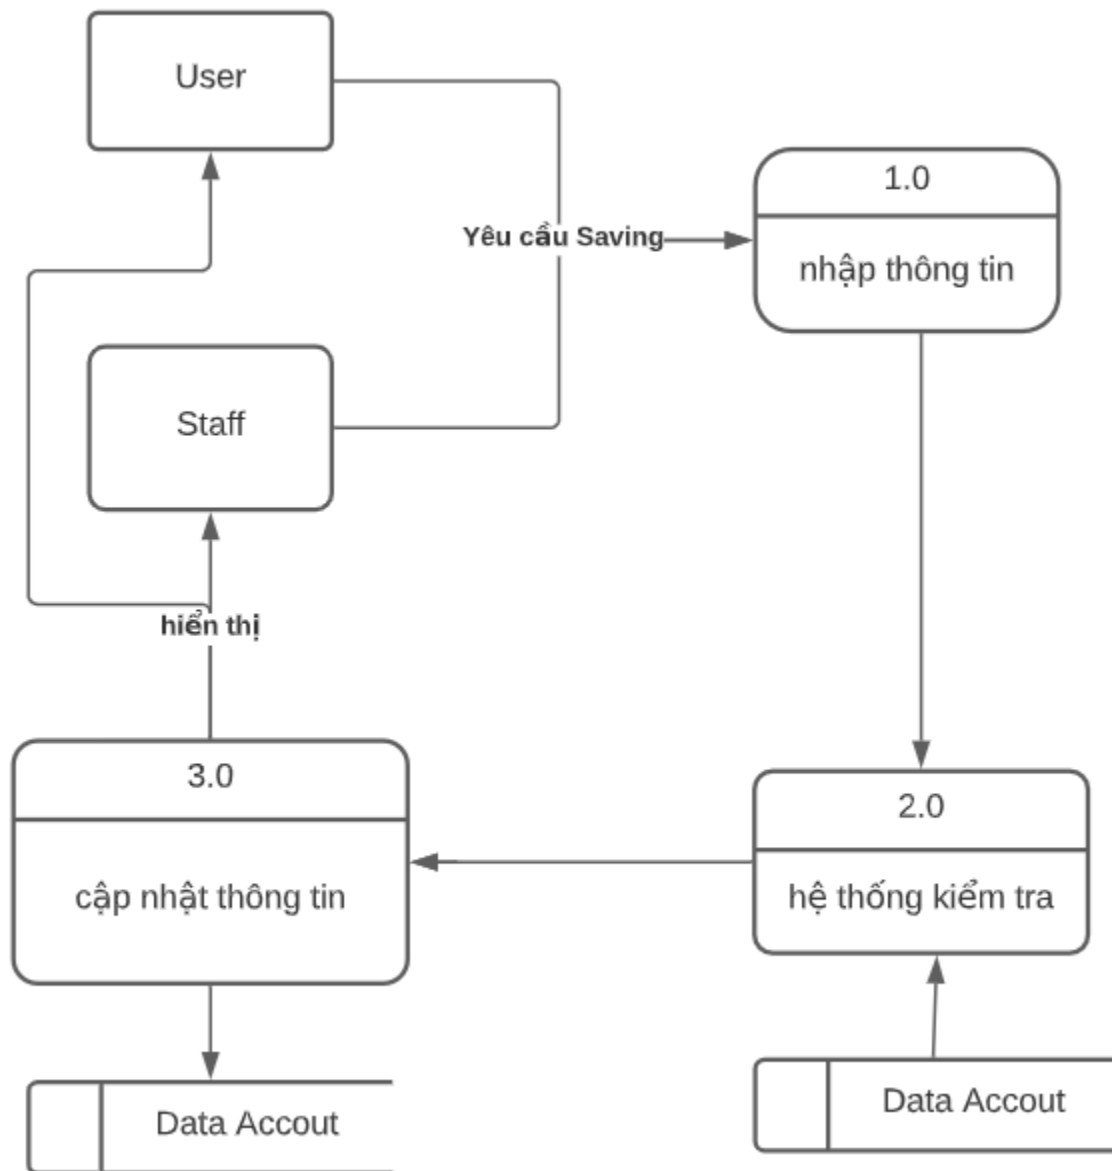 User
1.0
Yêu cầu Saving
nhập thông tin
Staff
hiển thị
3.0
2.0
cập nhật thông tin
hệ thống kiểm tra
Data Accout
Data Accout